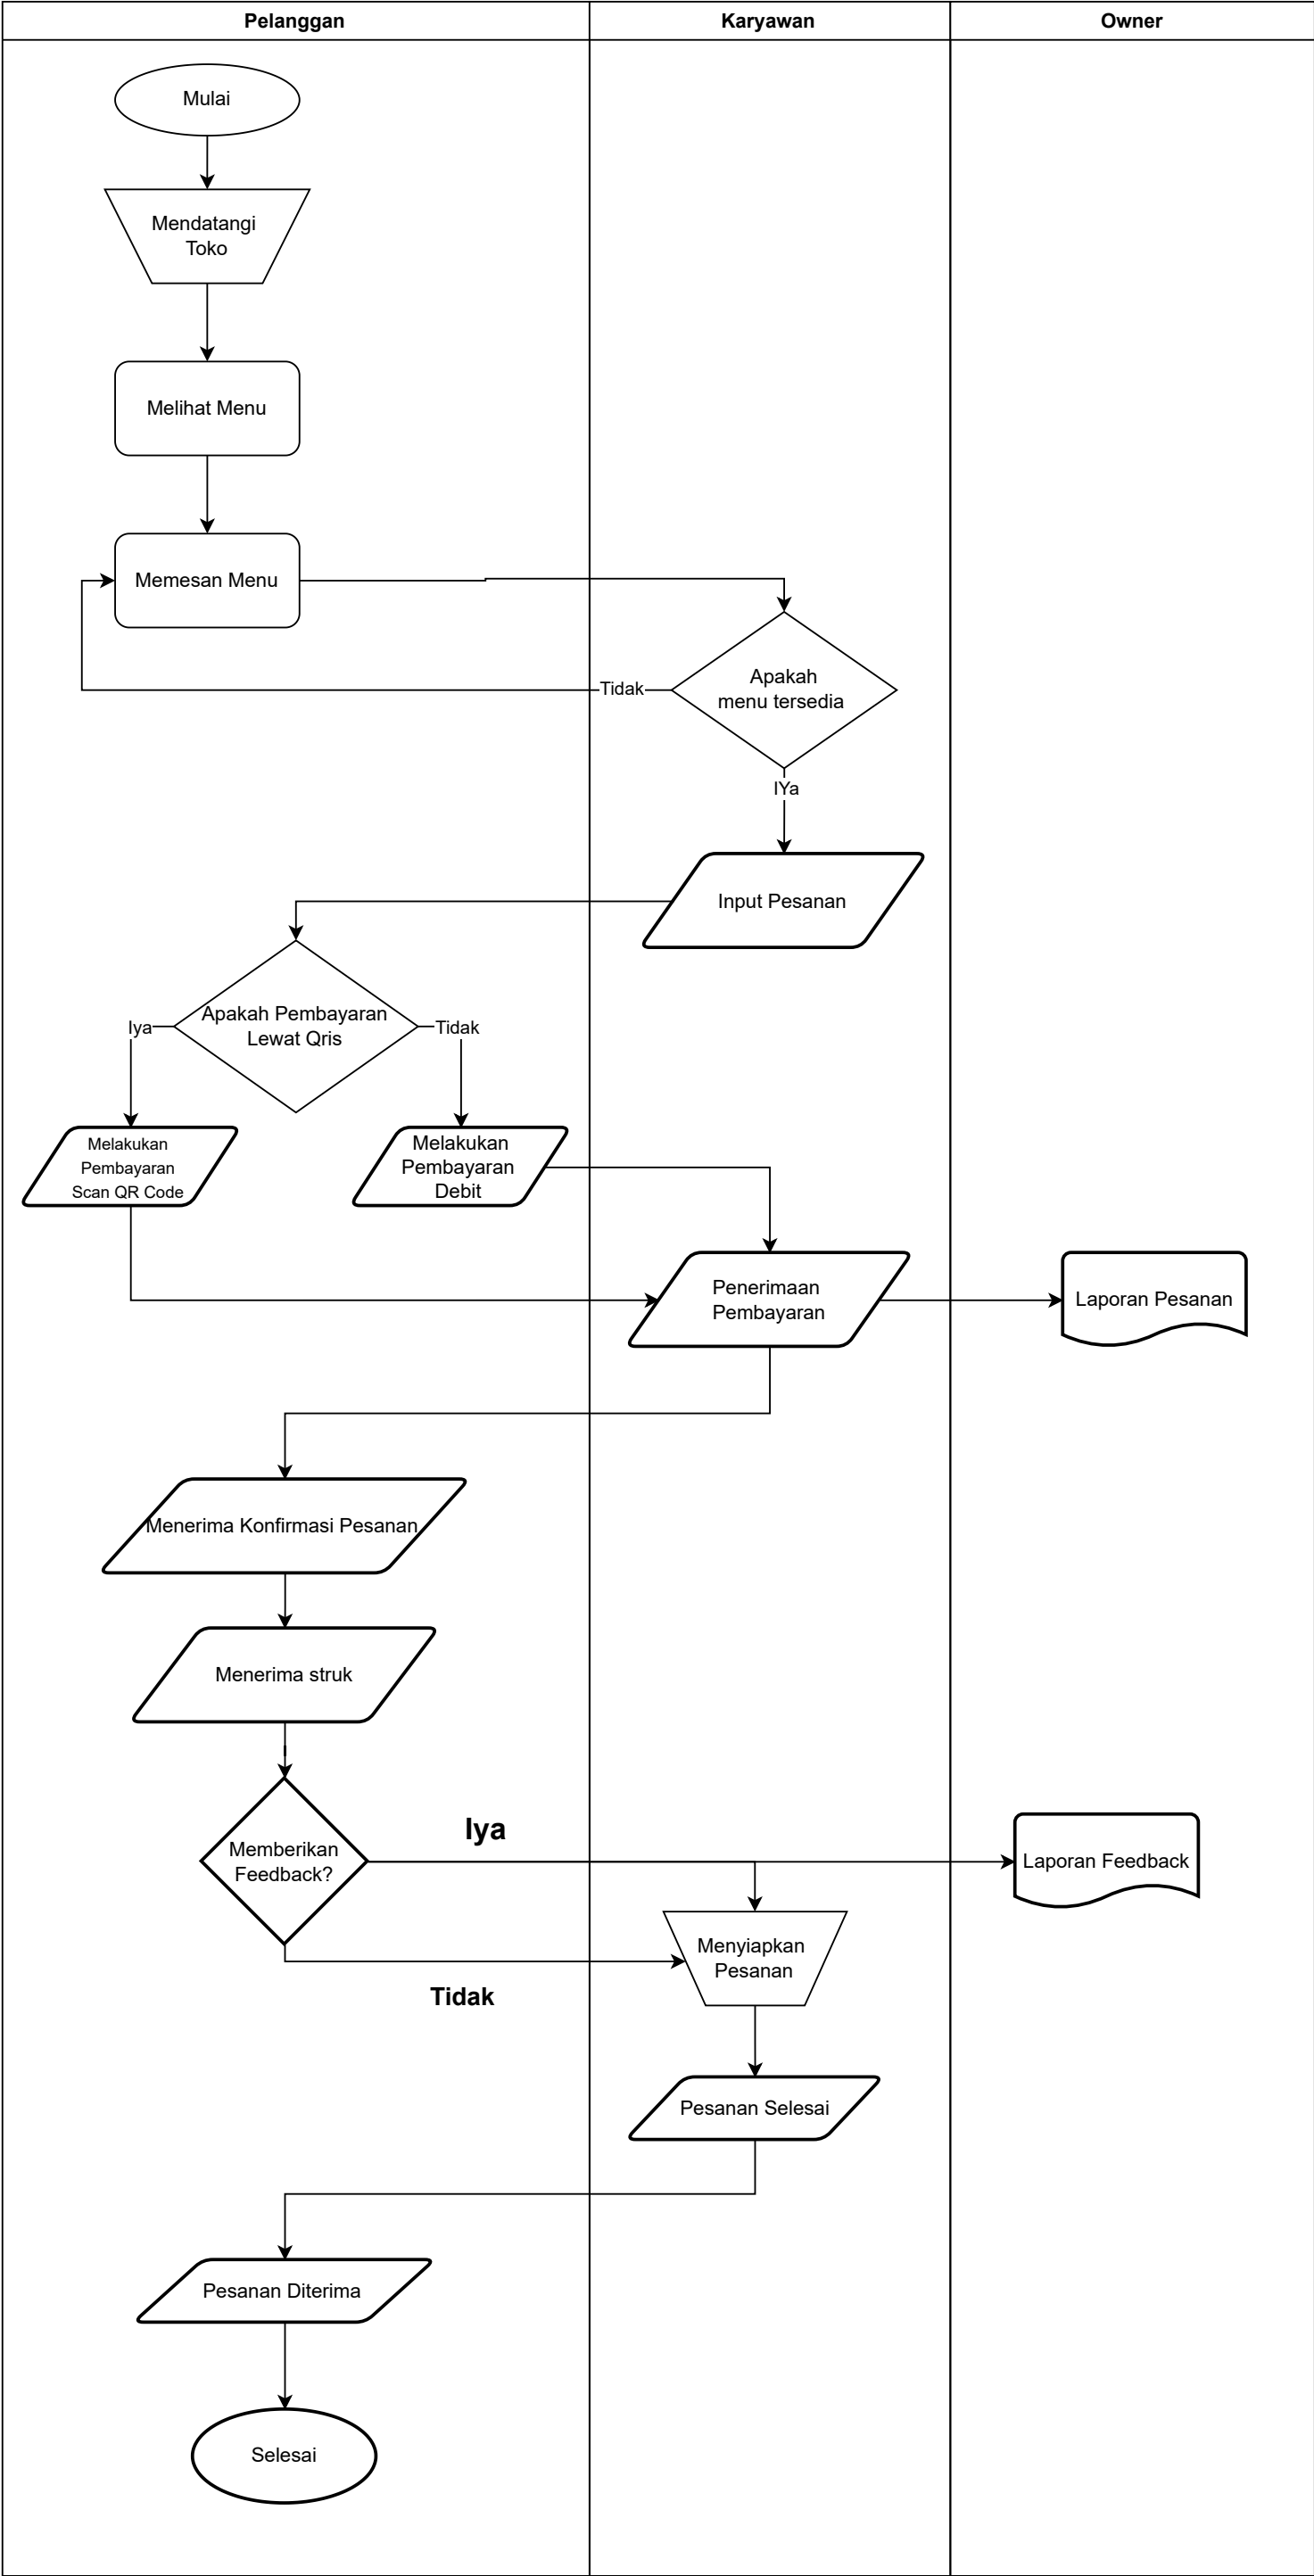 Pelanggan
Karyawan
Owner
Mulai
Mendatangi
Toko
Melihat Menu
Memesan Menu
Apakah
menu tersedia
Tidak
IYa
Input Pesanan
Apakah Pembayaran
Lewat Qris
Iya
Tidak
Melakukan
Pembayaran
Scan QR Code
Melakukan
Pembayaran
Debit
Penerimaan
Pembayaran
Laporan Pesanan
Menerima Konfirmasi Pesanan
Menerima struk
Memberikan
Feedback?
Iya
Laporan Feedback
Menyiapkan
Pesanan
Tidak
Pesanan Selesai
Pesanan Diterima
Selesai